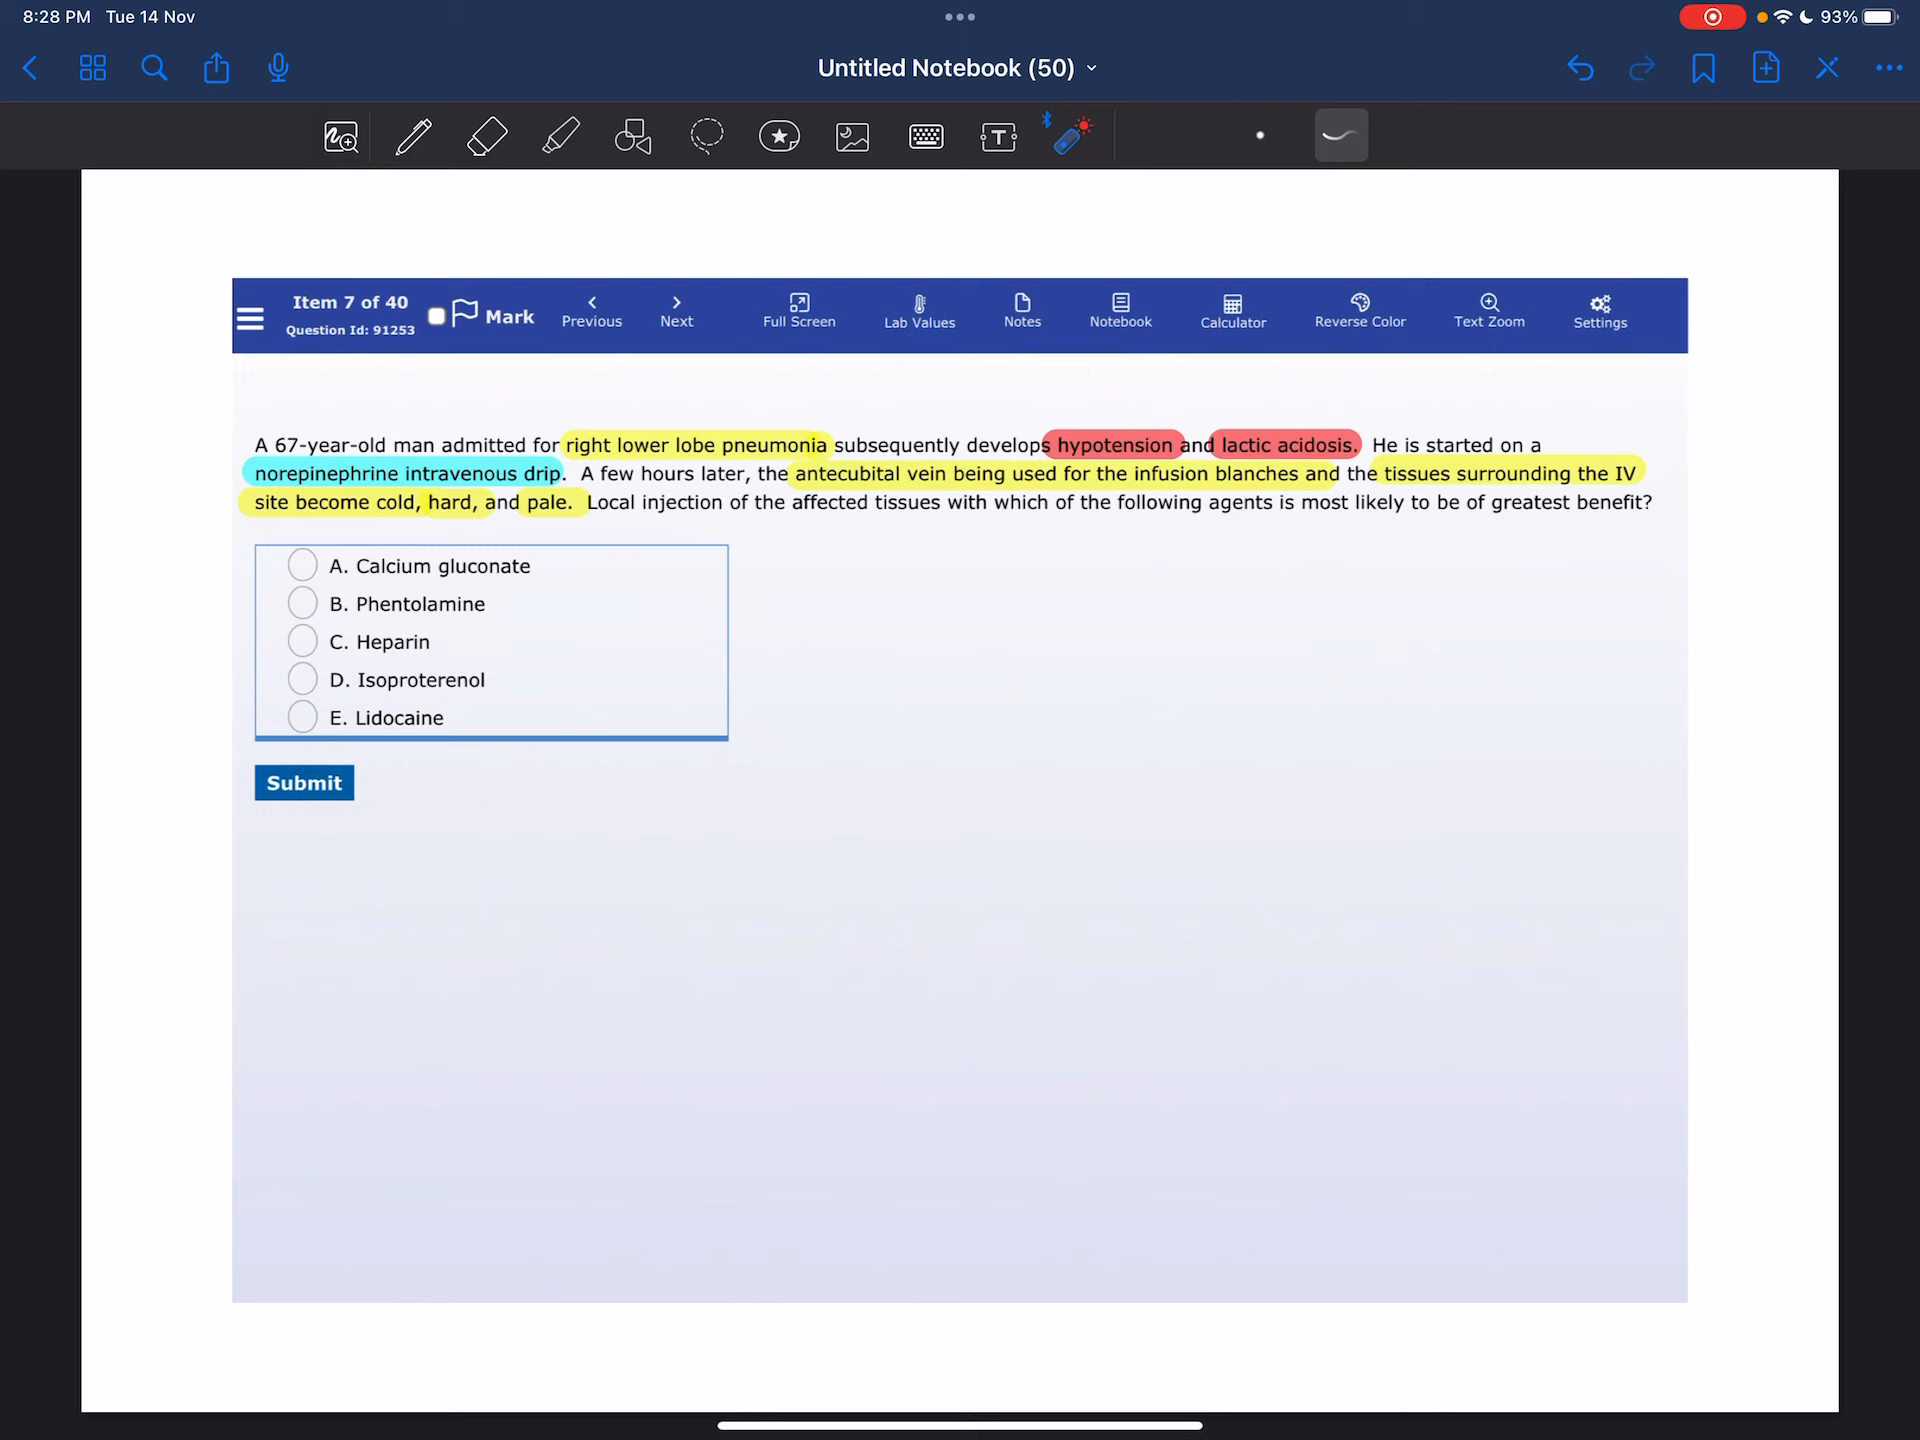 8:28 PM Tue 14 Nov
93%
Untitled Notebook (50)
Item 7 of 40
Question Id: 91253
Mark
Previous
Next
Full Screen
Lab Values
Notes
Notebook
Calculator
Reverse Color
Text Zoom
Settings
A 67-year-old man admitted for right lower lobe pneumonia subsequently develops hypotension and lactic acidosis. He is started on a
norepinephrine intravenous drip. A few hours later, the antecubital vein being used for the infusion blanches and the tissues surrounding the IV
site become cold, hard, and pale. Local injection of the affected tissues with which of the following agents is most likely to be of greatest benefit?
A. Calcium gluconate
B. Phentolamine
C. Heparin
D. Isoproterenol
E. Lidocaine
Submit